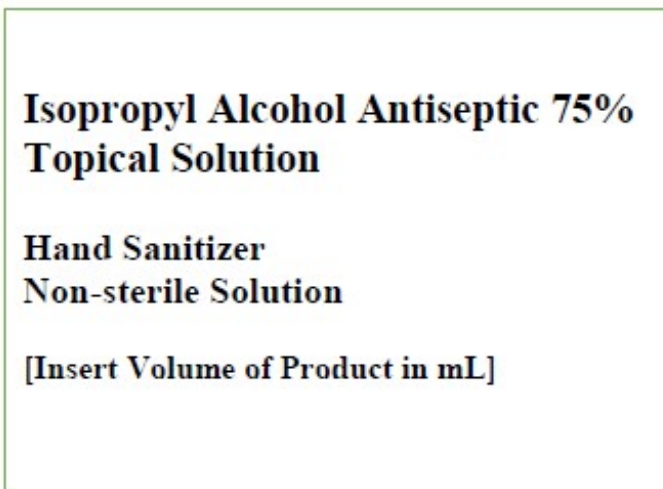 Isopropyl Alcohol Antiseptic 75%
Topical Solution
Hand Sanitizer
Non-sterile Solution
[Insert Volume of Product in mL]